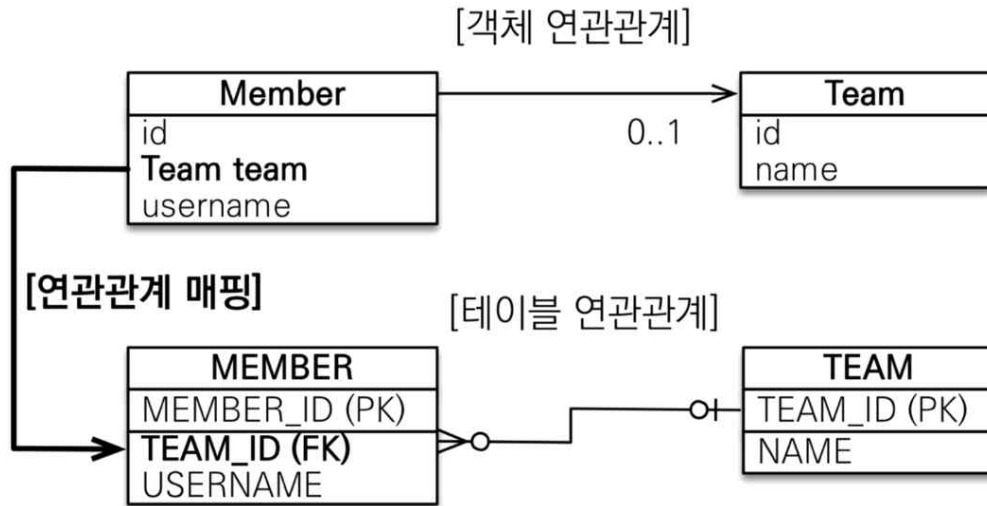 [객체 연관관계]
Member
id
Team team
username
0..1
Team
id
name
[연관관계 매핑]
[테이블 연관관계]
MEMBER
MEMBER_ID (PK)
TEAM_ID (FK)
USERNAME
TEAM
TEAM_ID (PK)
NAME